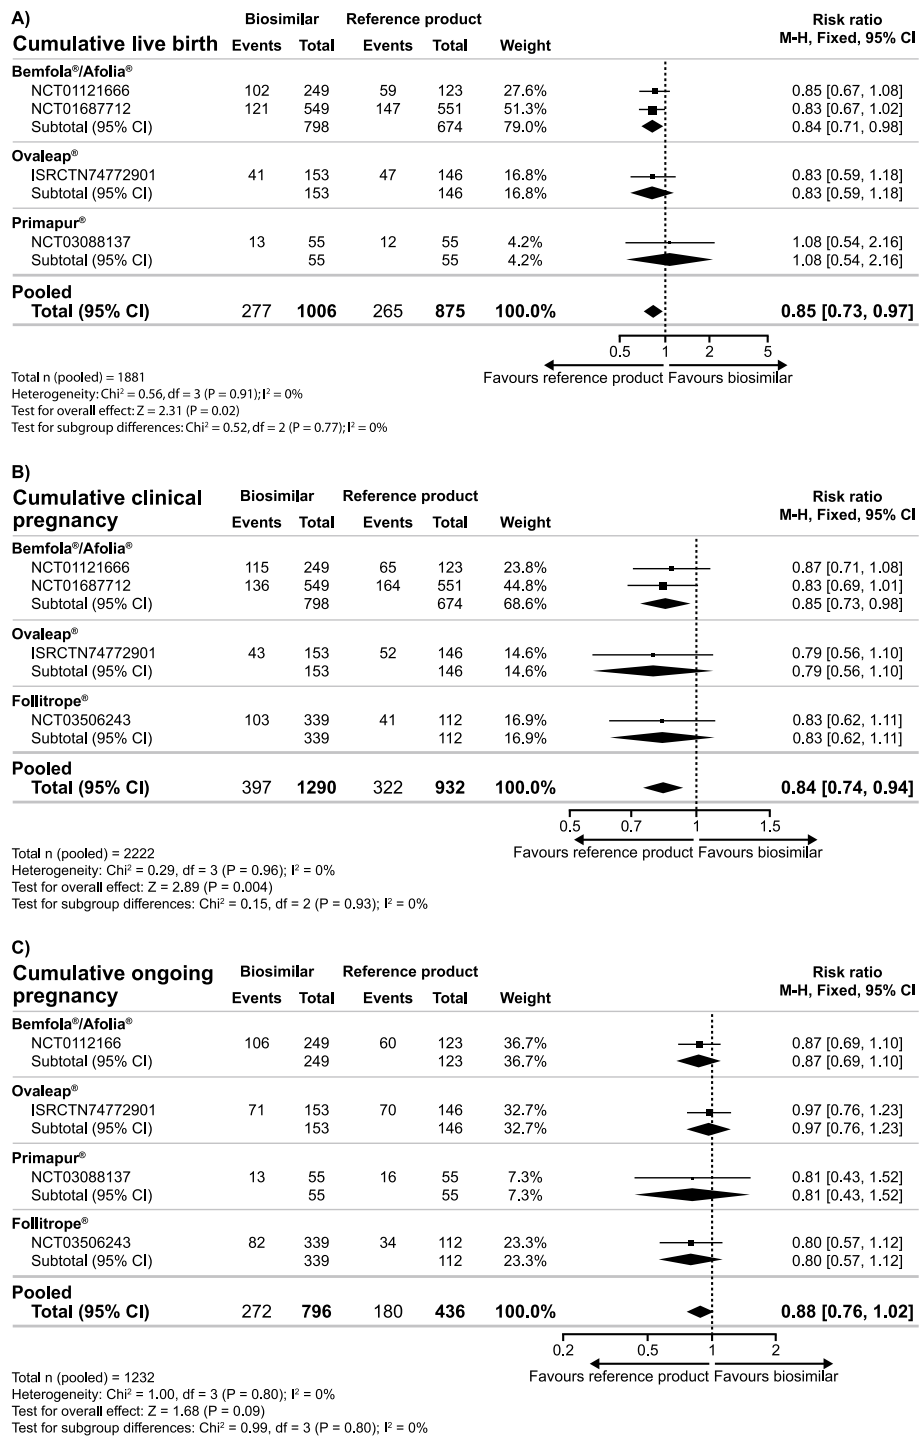 A)
Biosimilar Reference product Risk ratio
Cumulative live birth Events Total Events Total Weight M-H, Fixed, 95% CI
Bemfola®/Afolia®
NCT01121666 102 249 59 123 27.6% 0.85 [0.67, 1.08]
NCT01687712 121 549 147 551 51.3% 0.83 [0.67, 1.02]
Subtotal (95% CI) 798 674 79.0% 0.84 [0.71, 0.98]
Ovaleap®
ISRCTN74772901 41 153 47 146 16.8% 0.83 [0.59, 1.18]
Subtotal (95% CI) 153 146 16.8% 0.83 [0.59, 1.18]
Primapur®
NCT03088137 13 55 12 55 4.2% 1.08 [0.54, 2.16]
Subtotal (95% CI) 55 55 4.2% 1.08 [0.54, 2.16]
Pooled
Total (95% CI) 277 1006 265 875 100.0% 0.85 [0.73, 0.97]
0.5 1 2 5
Favours reference product Favours biosimilar
Total n (pooled) = 1881
Heterogeneity: Chi² = 0.56, df = 3 (P = 0.91); I² = 0%
Test for overall effect: Z = 2.31 (P = 0.02)
Test for subgroup differences: Chi² = 0.52, df = 2 (P = 0.77); I² = 0%
B)
Cumulative clinical Biosimilar Reference product Risk ratio
pregnancy Events Total Events Total Weight M-H, Fixed, 95% CI
Bemfola®/Afolia®
NCT01121666 115 249 65 123 23.8% 0.87 [0.71, 1.08]
NCT01687712 136 549 164 551 44.8% 0.83 [0.69, 1.01]
Subtotal (95% CI) 798 674 68.6% 0.85 [0.73, 0.98]
Ovaleap®
ISRCTN74772901 43 153 52 146 14.6% 0.79 [0.56, 1.10]
Subtotal (95% CI) 153 146 14.6% 0.79 [0.56, 1.10]
Follitrope®
NCT03506243 103 339 41 112 16.9% 0.83 [0.62, 1.11]
Subtotal (95% CI) 339 112 16.9% 0.83 [0.62, 1.11]
Pooled
Total (95% CI) 397 1290 322 932 100.0% 0.84 [0.74, 0.94]
0.5 0.7 1 1.5
Favours reference product Favours biosimilar
Total n (pooled) = 2222
Heterogeneity: Chi² = 0.29, df = 3 (P = 0.96); I² = 0%
Test for overall effect: Z = 2.89 (P = 0.004)
Test for subgroup differences: Chi² = 0.15, df = 2 (P = 0.93); I² = 0%
C)
Cumulative ongoing Biosimilar Reference product Risk ratio
pregnancy Events Total Events Total Weight M-H, Fixed, 95% CI
Bemfola®/Afolia®
NCT0112166 106 249 60 123 36.7% 0.87 [0.69, 1.10]
Subtotal (95% CI) 249 123 36.7% 0.87 [0.69, 1.10]
Ovaleap®
ISRCTN74772901 71 153 70 146 32.7% 0.97 [0.76, 1.23]
Subtotal (95% CI) 153 146 32.7% 0.97 [0.76, 1.23]
Primapur®
NCT03088137 13 55 16 55 7.3% 0.81 [0.43, 1.52]
Subtotal (95% CI) 55 55 7.3% 0.81 [0.43, 1.52]
Follitrope®
NCT03506243 82 339 34 112 23.3% 0.80 [0.57, 1.12]
Subtotal (95% CI) 339 112 23.3% 0.80 [0.57, 1.12]
Pooled
Total (95% CI) 272 796 180 436 100.0% 0.88 [0.76, 1.02]
0.2 0.5 1 2
Favours reference product Favours biosimilar
Total n (pooled) = 1232
Heterogeneity: Chi² = 1.00, df = 3 (P = 0.80); I² = 0%
Test for overall effect: Z = 1.68 (P = 0.09)
Test for subgroup differences: Chi² = 0.99, df = 3 (P = 0.80); I² = 0%